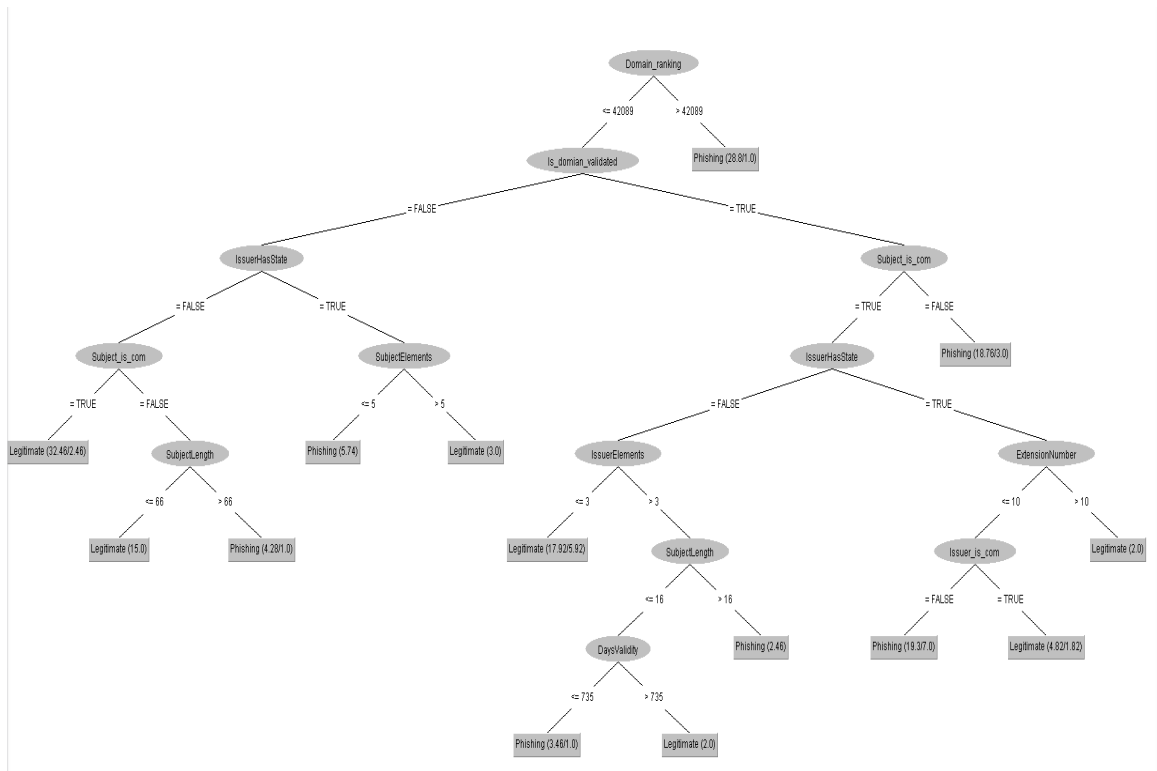 Domain_ranking
<= 42089 > 42089
Is_domian_validated Phishing (28.8/1.0)
= FALSE = TRUE
IssuerHasState Subject_is_com
= FALSE = TRUE = TRUE = FALSE
Subject_is_com SubjectElements IssuerHasState Phishing (18.76/3.0)
= TRUE = FALSE <= 5 > 5 = FALSE =TRUE
Legitimate (32.46/2.46) SubjectLength Phishing (5.74) Legitimate (3.0) IssuerElements ExtensionNumber
<= 66 > 66 <= 3 > 3 <= 10 > 10
Legitimate (15.0) Phishing (4.28/1.0) Legitimate (17.92/5.92) SubjectLength Issuer_is_com Legitimate (2.0)
<= 16 > 16 = FALSE = TRUE
DaysValidity Phishing (2.46) Phishing (19.3/7.0) Legitimate (4.82/1.82)
<= 735 > 735
Phishing (3.46/1.0) Legitimate (2.0)